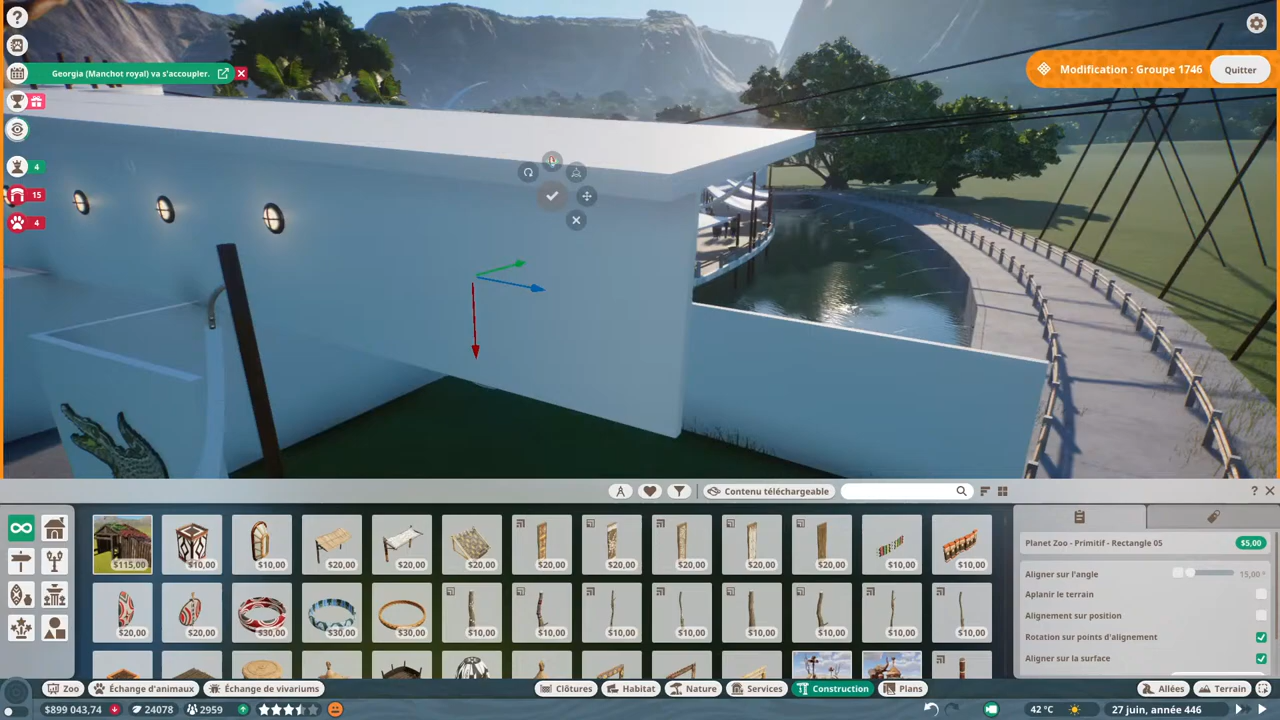 Georgia (Manchot royal) va s'accoupler.
Modification : Groupe 1746
Quitter
4
15
4
Contenu téléchargeable
?
$115,00
$10,00
$10,00
$20,00
$20,00
$20,00
$20,00
$20,00
$20,00
$20,00
$20,00
$10,00
$10,00
$20,00
$20,00
$30,00
$30,00
$30,00
$10,00
$10,00
$10,00
$10,00
$10,00
$10,00
$10,00
$10,00
Planet Zoo - Primitif - Rectangle 05
$5,00
Aligner sur l'angle
15,00 °
Aplanir le terrain
Alignement sur position
Rotation sur points d'alignement
Aligner sur la surface
Zoo
Échange d'animaux
Échange de vivariums
Clôtures
Habitat
Nature
Services
Construction
Plans
Allées
Terrain
$899 043,74
24078
2959
42 °C
27 juin, année 446